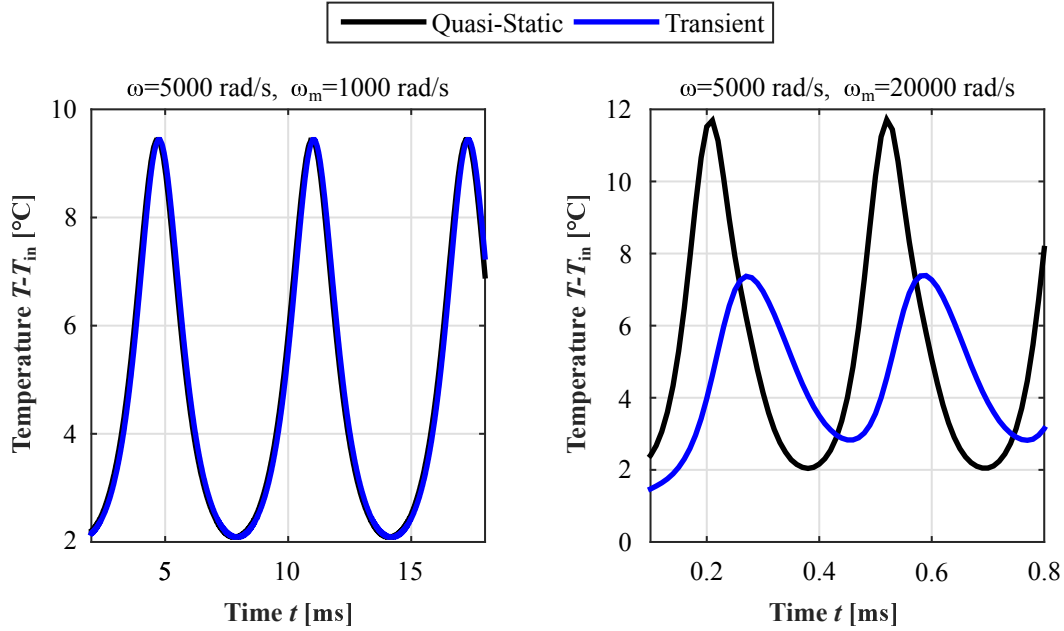 Quasi-Static Transient
ω=5000 rad/s, ωm=1000 rad/s
10
8
6
4
2
5 10 15
Temperature T-Tin [°C]
Time t [ms]
ω=5000 rad/s, ωm=20000 rad/s
12
10
8
6
4
2
0
0.2 0.4 0.6 0.8
Temperature T-Tin [°C]
Time t [ms]